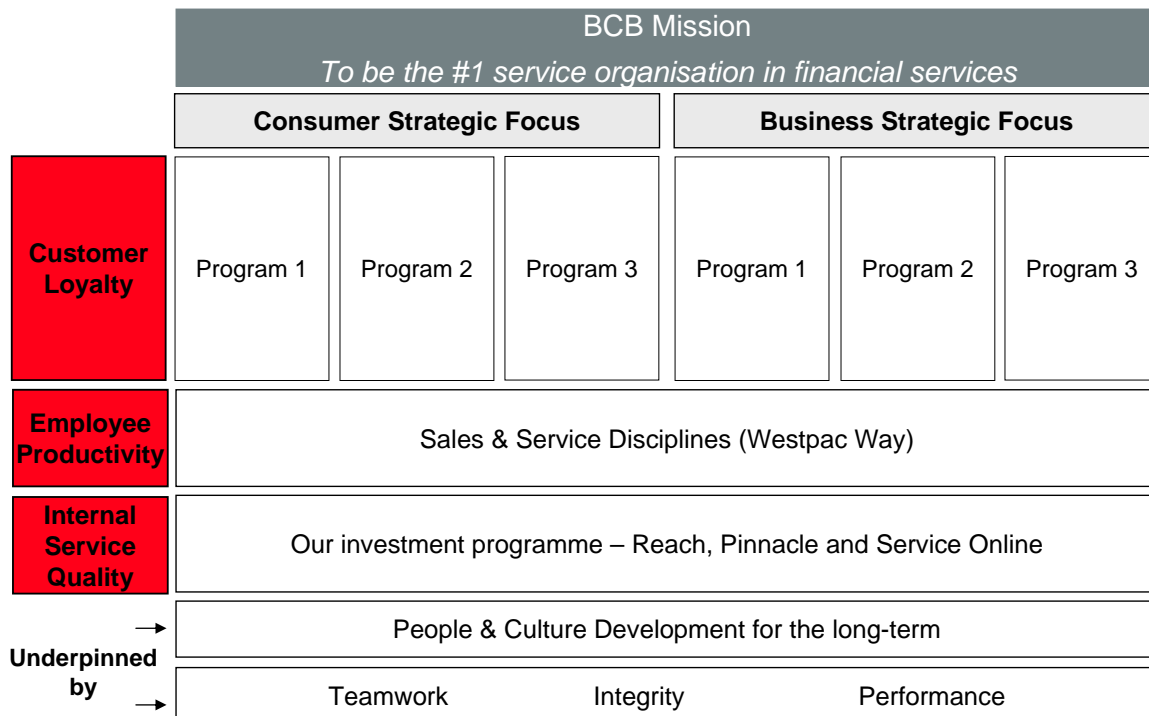 BCB Mission
To be the #1 service organisation in financial services
Consumer Strategic Focus
Business Strategic Focus
Customer
Loyalty
Program 1
Program 2
Program 3
Program 1
Program 2
Program 3
Employee
Productivity
Sales & Service Disciplines (Westpac Way)
Internal
Service
Quality
Our investment programme – Reach, Pinnacle and Service Online
Underpinned
by
People & Culture Development for the long-term
Teamwork
Integrity
Performance